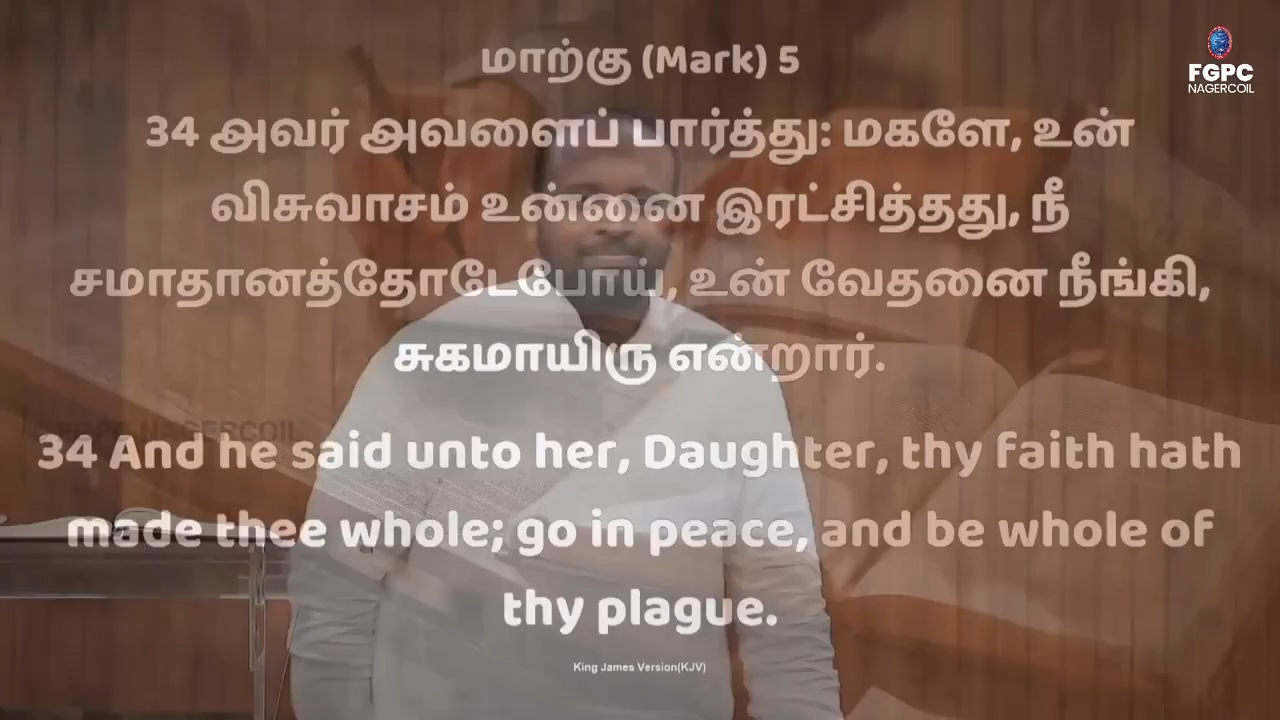 FGPC
NAGERCOIL
மாற்கு (Mark) 5
34 அவர் அவளைப் பார்த்து: மகளே, உன்
விசுவாசம் உன்னை இரட்சித்தது, நீ
சமாதானத்தோடேபோய், உன் வேதனை நீங்கி,
சுகமாயிரு என்றார்.
FGPC NAGERCOIL
34 And he said unto her, Daughter, thy faith hath
made thee whole; go in peace, and be whole of
thy plague.
King James Version(KJV)